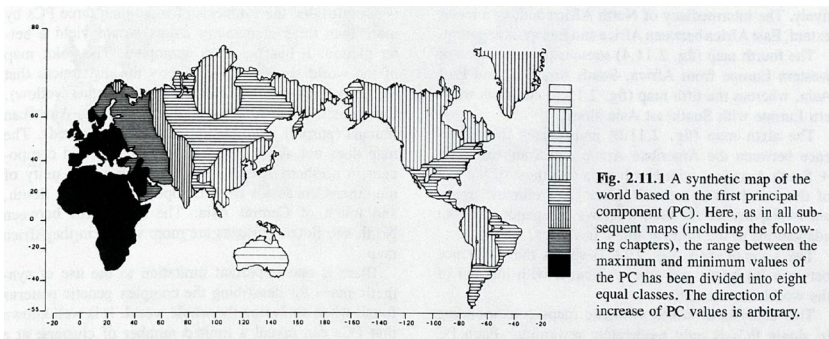 60
40
20
0
-20
-40
-55
-20 0 20 40 60 80 100 120 140 160 180 -160 -140 -120 -100 -80 -60 -40 -20
Fig. 2.11.1 A synthetic map of the
world based on the first principal
component (PC). Here, as in all sub-
sequent maps (including the follow-
ing chapters), the range between the
maximum and minimum values of
the PC has been divided into eight
equal classes. The direction of
increase of PC values is arbitrary.